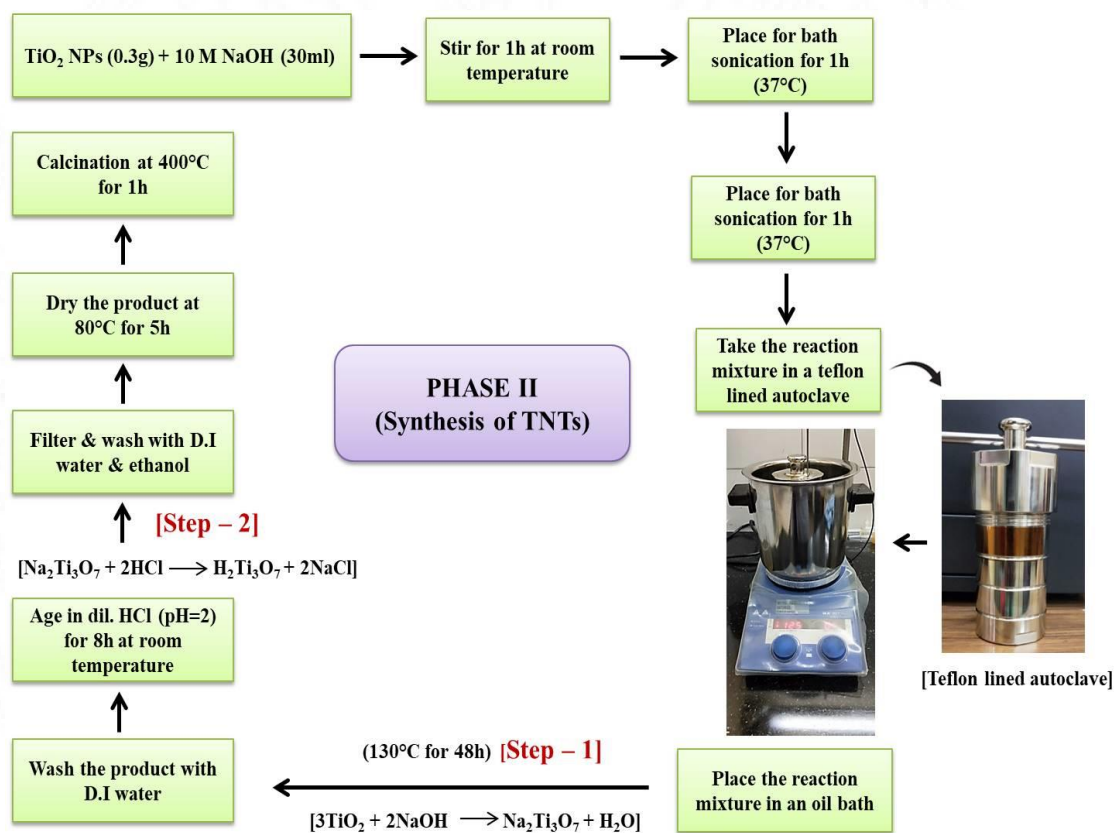 TiO₂ NPs (0.3g) + 10 M NaOH (30ml)
Stir for 1h at room
temperature
Place for bath
sonication for 1h
(37°C)
Place for bath
sonication for 1h
(37°C)
Take the reaction
mixture in a teflon
lined autoclave
[Teflon lined autoclave]
Place the reaction
mixture in an oil bath
(130°C for 48h) [Step – 1]
[3TiO₂ + 2NaOH ⟶ Na₂Ti₃O₇ + H₂O]
Wash the product with
D.I water
Age in dil. HCl (pH=2)
for 8h at room
temperature
[Na₂Ti₃O₇ + 2HCl ⟶ H₂Ti₃O₇ + 2NaCl]
[Step – 2]
Filter & wash with D.I
water & ethanol
Dry the product at
80°C for 5h
Calcination at 400°C
for 1h
PHASE II
(Synthesis of TNTs)